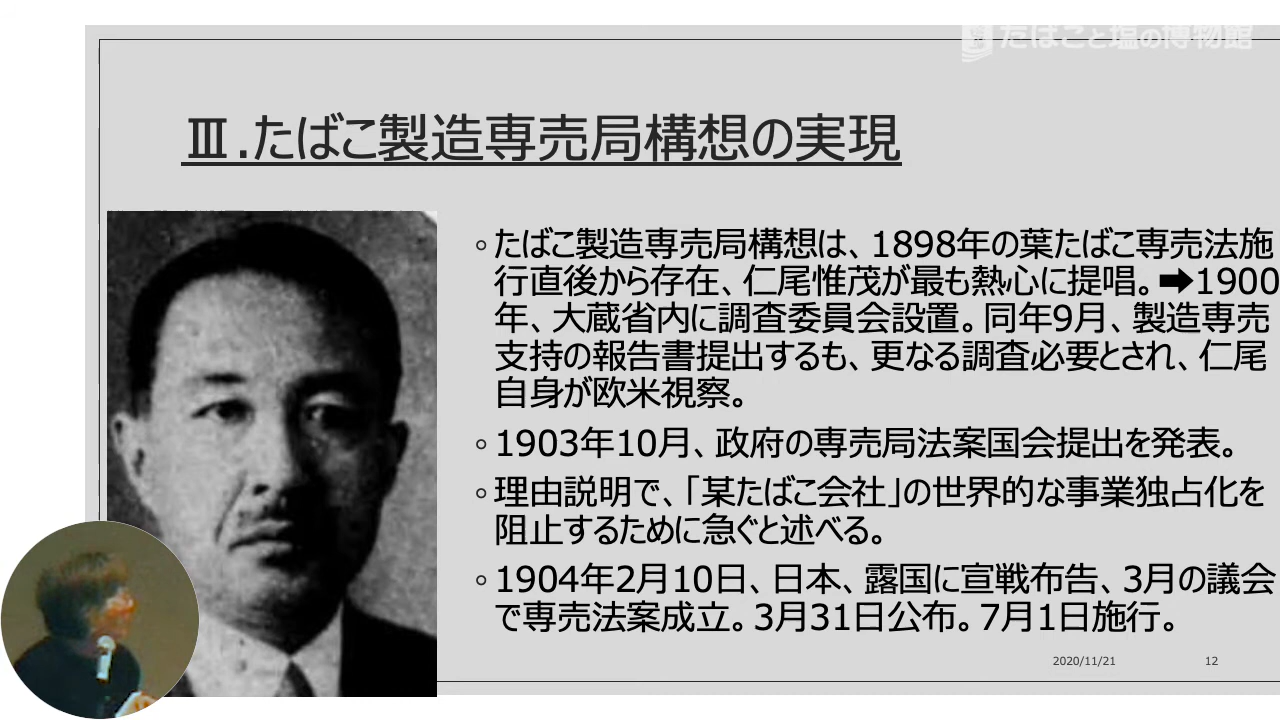 たばこと塩の博物館
Ⅲ.たばこ製造専売局構想の実現
◦たばこ製造専売局構想は、1898年の葉たばこ専売法施
行直後から存在、仁尾惟茂が最も熱心に提唱。➡1900
年、大蔵省内に調査委員会設置。同年9月、製造専売
支持の報告書提出するも、更なる調査必要とされ、仁尾
自身が欧米視察。
◦1903年10月、政府の専売局法案国会提出を発表。
◦理由説明で、「某たばこ会社」の世界的な事業独占化を
阻止するために急ぐと述べる。
◦1904年2月10日、日本、露国に宣戦布告、3月の議会
で専売法案成立。3月31日公布。7月1日施行。
2020/11/21
12